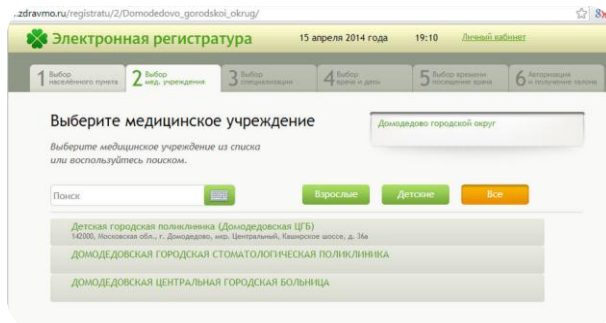 ..zdravmo.ru/registratu/2/Domodedovo_gorodskoi_okrug/
Электронная регистратура
15 апреля 2014 года
19:10
Личный кабинет
1 Выбор населённого пункта
2 Выбор мед. учреждения
3 Выбор специализации
4 Выбор врача и даты
5 Выбор времени посещения врача
6 Авторизация и получение талона
Выберите медицинское учреждение
Домодедово городской округ
Выберите медицинское учреждение из списка
или воспользуйтесь поиском.
Поиск
Взрослые
Детские
Все
Детская городская поликлиника (Домодедовская ЦГБ)
142000, Московская обл., г. Домодедово, мкр. Центральный, Каширское шоссе, д. 36а
ДОМОДЕДОВСКАЯ ГОРОДСКАЯ СТОМАТОЛОГИЧЕСКАЯ ПОЛИКЛИНИКА
ДОМОДЕДОВСКАЯ ЦЕНТРАЛЬНАЯ ГОРОДСКАЯ БОЛЬНИЦА